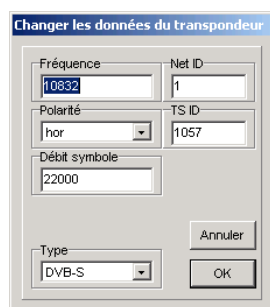 Changer les données du transpondeur
Fréquence
10832
Net ID
1
Polarité
hor
TS ID
1057
Débit symbole
22000
Annuler
Type
DVB-S
OK